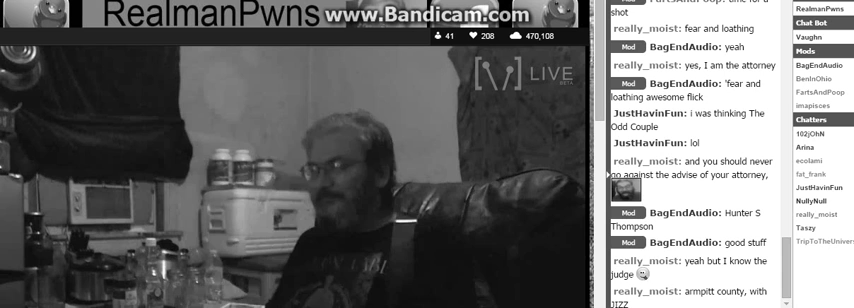 RealmanPwns
www.Bandicam.com
41 208 470,108
LIVE
BETA
shot
really_moist: fear and loathing
Mod BagEndAudio: yeah
really_moist: yes, I am the attorney
Mod BagEndAudio: 'fear and
loathing awesome flick
JustHavinFun: i was thinking The
Odd Couple
JustHavinFun: lol
really_moist: and you should never
go against the advise of your attorney,
Mod BagEndAudio: Hunter S
Thompson
Mod BagEndAudio: good stuff
really_moist: yeah but I know the
judge
really_moist: armpitt county, with
JIZZ
RealmanPwns
Chat Bot
Vaughn
Mods
BagEndAudio
BenInOhio
FartsAndPoop
imapisces
Chatters
102jOhN
Arina
ecolami
fat_frank
JustHavinFun
NullyNull
really_moist
Taszy
TripToTheUnivers